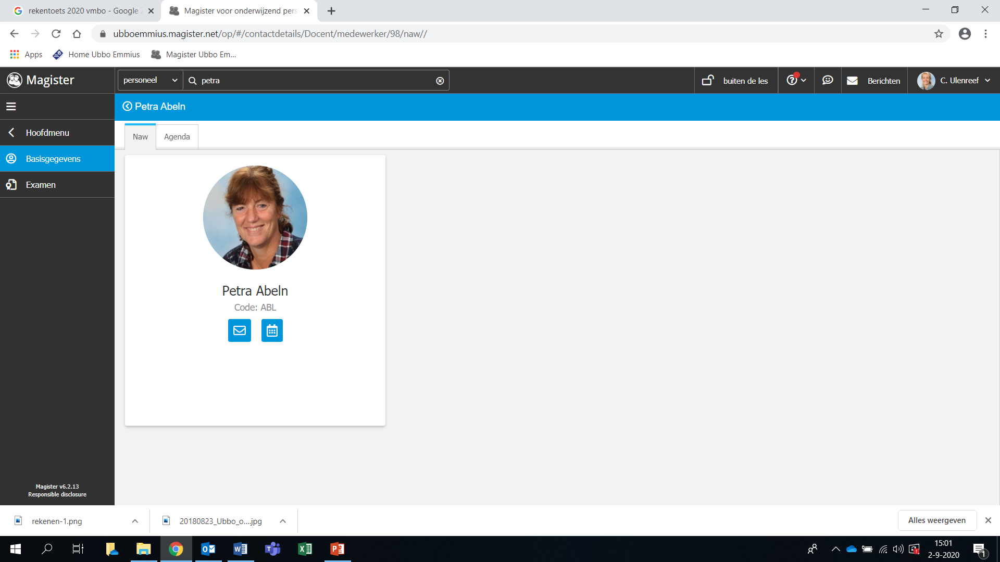 rekentoets 2020 vmbo - Google
Magister voor onderwijzend pers
ubboemmius.magister.net/op/#/contactdetails/Docent/medewerker/98/naw//
Apps
Home Ubbo Emmius
Magister Ubbo Em...
Magister
personeel
petra
buiten de les
Berichten
C. Ulenreef
Petra Abeln
Hoofdmenu
Naw
Agenda
Basisgegevens
Examen
Petra Abeln
Code: ABL
Magister v6.2.13
Responsible disclosure
rekenen-1.png
20180823_Ubbo_o....jpg
Alles weergeven
15:01
2-9-2020
1